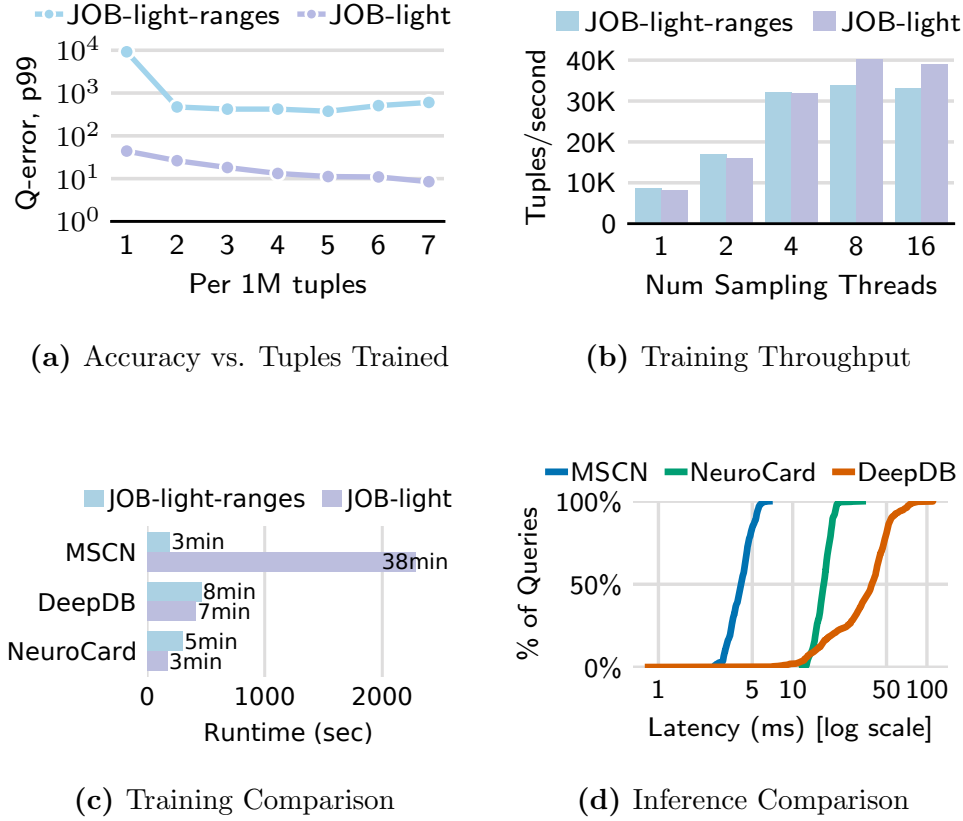 JOB-light-ranges JOB-light
Q-error, p99
10^4
10^3
10^2
10^1
10^0
1 2 3 4 5 6 7
Per 1M tuples
(a) Accuracy vs. Tuples Trained
JOB-light-ranges JOB-light
Tuples/second
40K
30K
20K
10K
0
1 2 4 8 16
Num Sampling Threads
(b) Training Throughput
JOB-light-ranges JOB-light
MSCN
3min
38min
DeepDB
8min
7min
NeuroCard
5min
3min
0 1000 2000
Runtime (sec)
(c) Training Comparison
MSCN NeuroCard DeepDB
% of Queries
100%
50%
0%
1 5 10 50 100
Latency (ms) [log scale]
(d) Inference Comparison